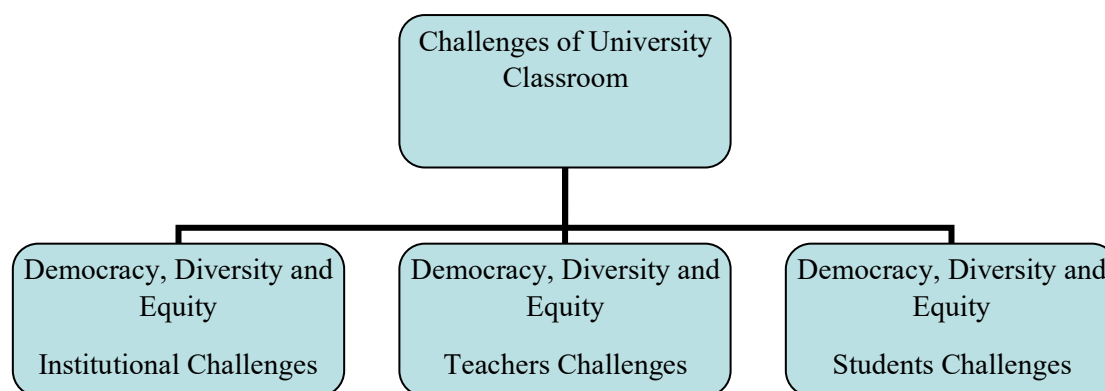 Challenges of University
Classroom
Democracy, Diversity and
Equity
Institutional Challenges
Democracy, Diversity and
Equity
Teachers Challenges
Democracy, Diversity and
Equity
Students Challenges